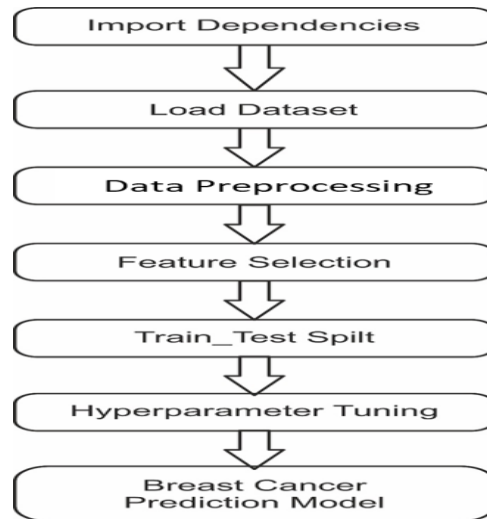 Import Dependencies
Load Dataset
Data Preprocessing
Feature Selection
Train_Test Spilt
Hyperparameter Tuning
Breast Cancer
Prediction Model